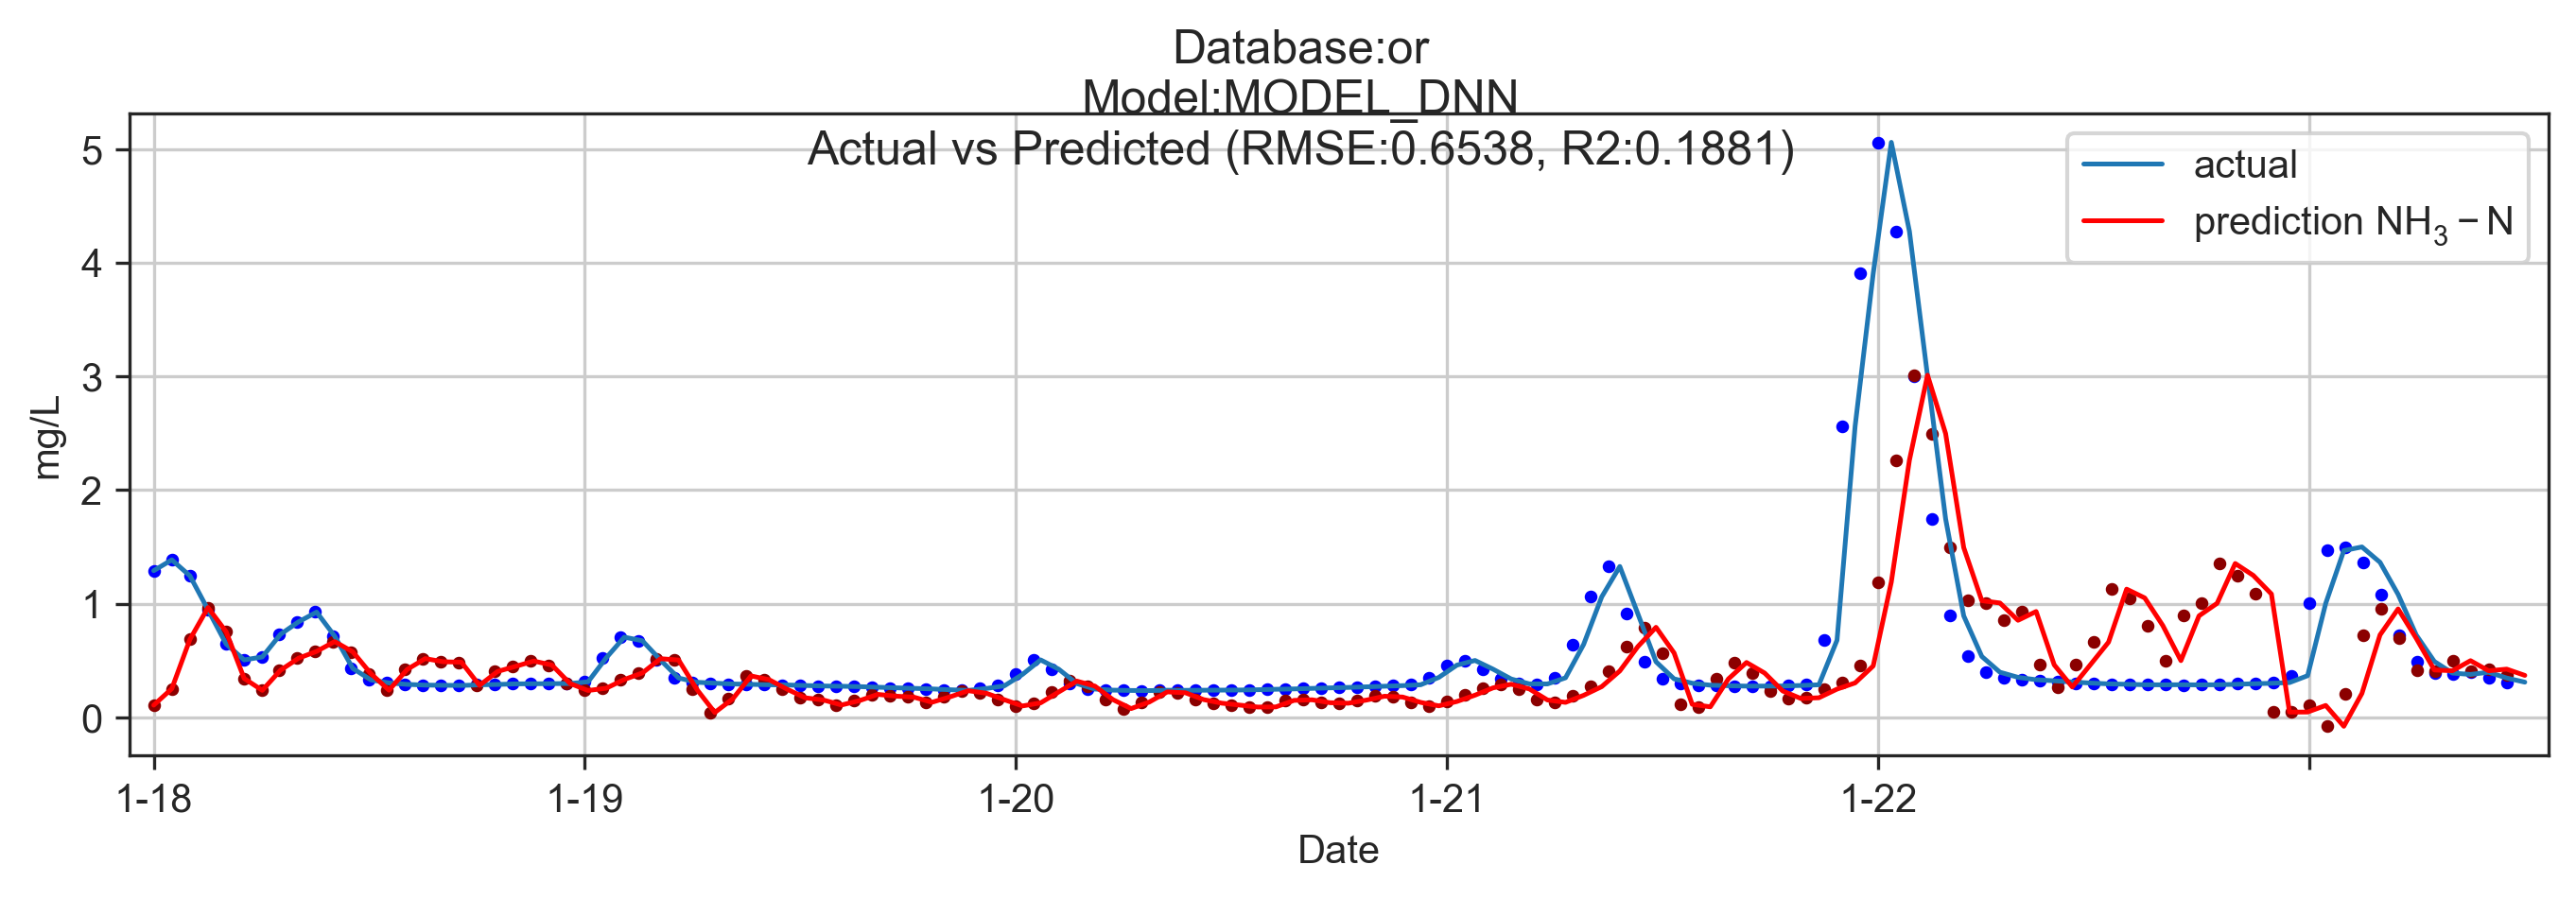 Database:or
Model:MODEL_DNN
Actual vs Predicted (RMSE:0.6538, R2:0.1881)
actual
prediction NH₃ − N
5
4
3
2
1
0
mg/L
1-18 1-19 1-20 1-21 1-22
Date